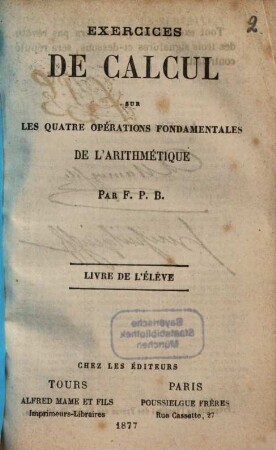 2
EXERCICES
DE CALCUL
SUR
LES QUATRE OPÉRATIONS FONDAMENTALES
DE L'ARITHMÉTIQUE
PAR F. P. B.
LIVRE DE L'ÉLÈVE
Bayerische
Staatsbibliothek
München
CHEZ LES ÉDITEURS
TOURS
ALFRED MAME ET FILS
Imprimeurs-Libraires
PARIS
POUSSIELGUE FRÈRES
Rue Cassette, 27
1877